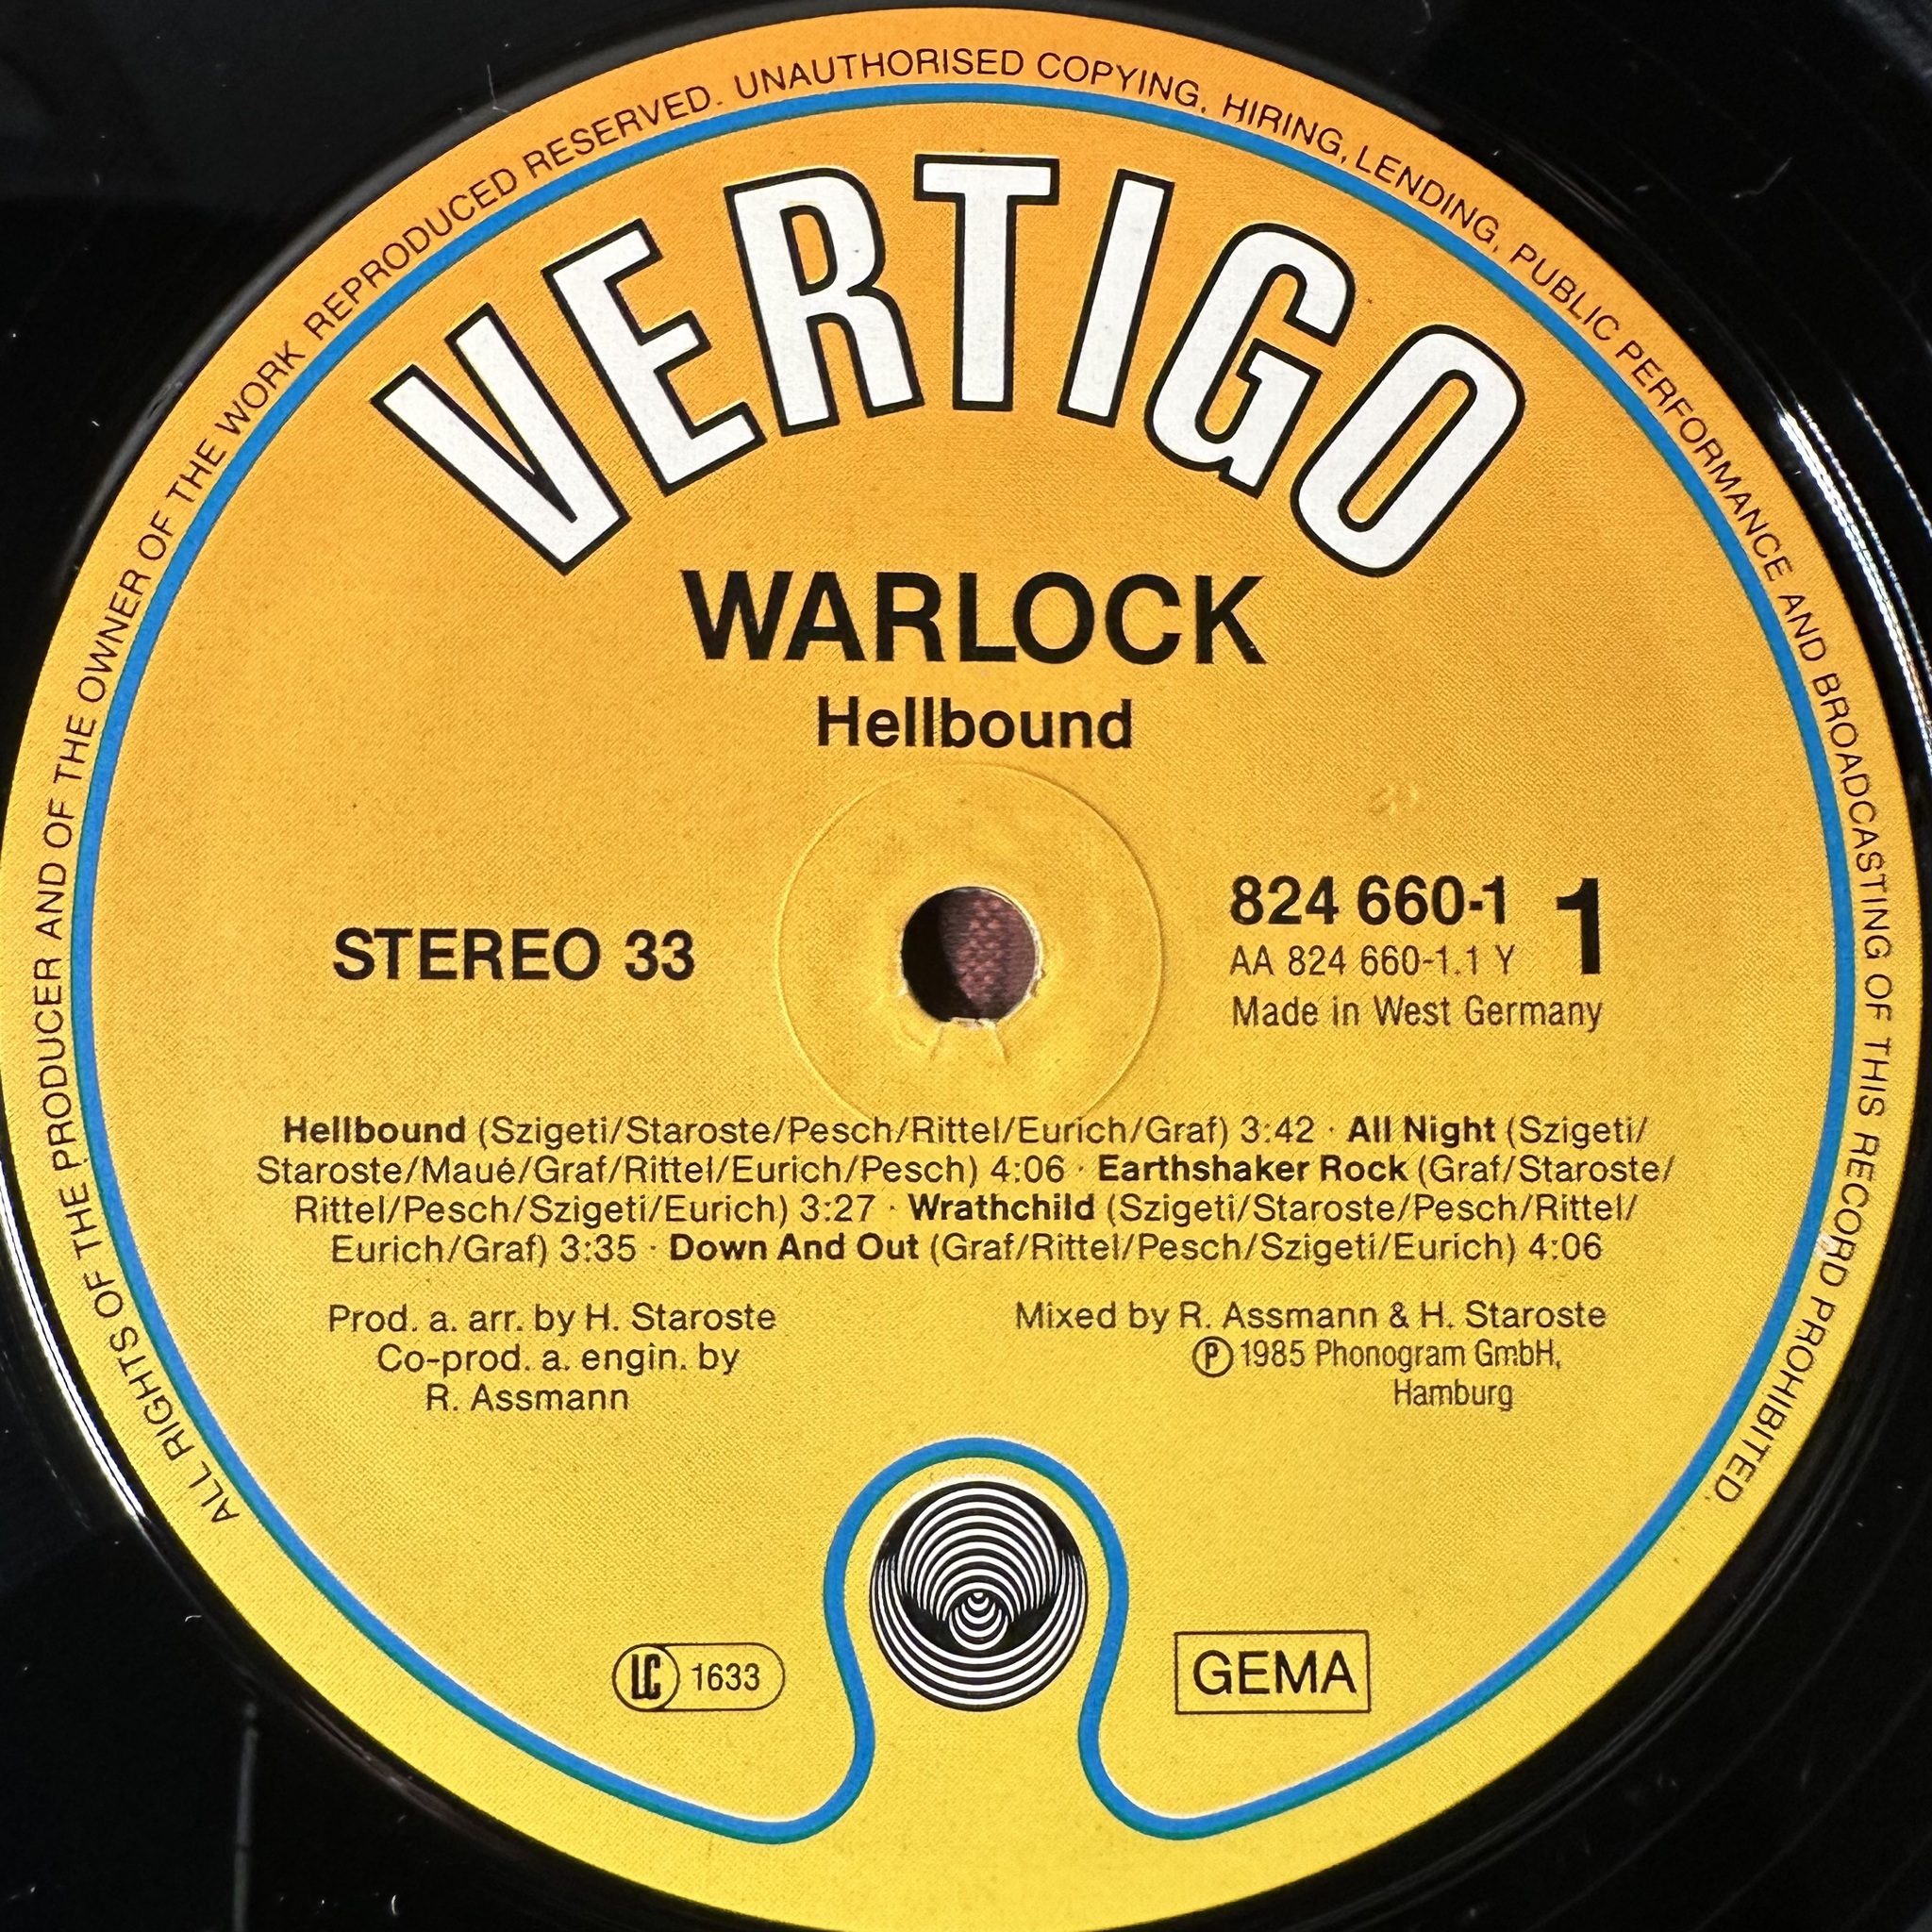 ALL RIGHTS OF THE PRODUCER AND OF THE OWNER OF THE WORK REPRODUCED RESERVED. UNAUTHORISED COPYING, HIRING, LENDING, PUBLIC PERFORMANCE AND BROADCASTING OF THIS RECORD PROHIBITED.
VERTIGO
WARLOCK
Hellbound
STEREO 33
824 660-1 1
AA 824 660-1.1 Y
Made in West Germany
Hellbound (Szigeti/Staroste/Pesch/Rittel/Eurich/Graf) 3:42 · All Night (Szigeti/
Staroste/Maué/Graf/Rittel/Eurich/Pesch) 4:06 · Earthshaker Rock (Graf/Staroste/
Rittel/Pesch/Szigeti/Eurich) 3:27 · Wrathchild (Szigeti/Staroste/Pesch/Rittel/
Eurich/Graf) 3:35 · Down And Out (Graf/Rittel/Pesch/Szigeti/Eurich) 4:06
Prod. a. arr. by H. Staroste
Co-prod. a. engin. by
R. Assmann
Mixed by R. Assmann & H. Staroste
Ⓟ 1985 Phonogram GmbH,
Hamburg
LC 1633
GEMA